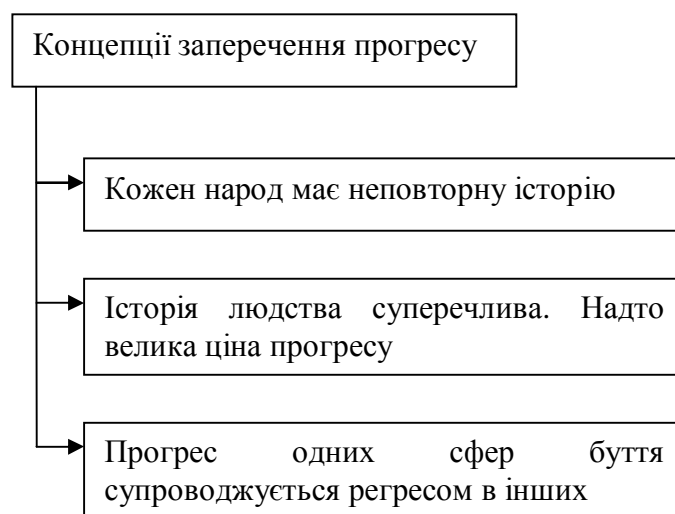 Концепції заперечення прогресу
Кожен народ має неповторну історію
Історія людства суперечлива. Надто
велика ціна прогресу
Прогрес одних сфер буття
супроводжується регресом в інших